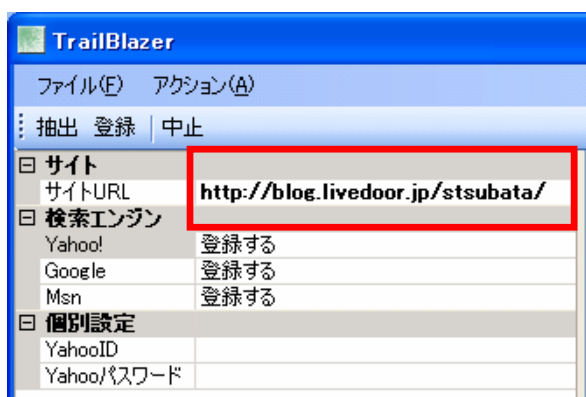 TrailBlazer
ファイル(F) アクション(A)
抽出 登録 中止
サイト
サイトURL http://blog.livedoor.jp/stsubata/
検索エンジン
Yahoo! 登録する
Google 登録する
Msn 登録する
個別設定
YahooID
Yahooパスワード